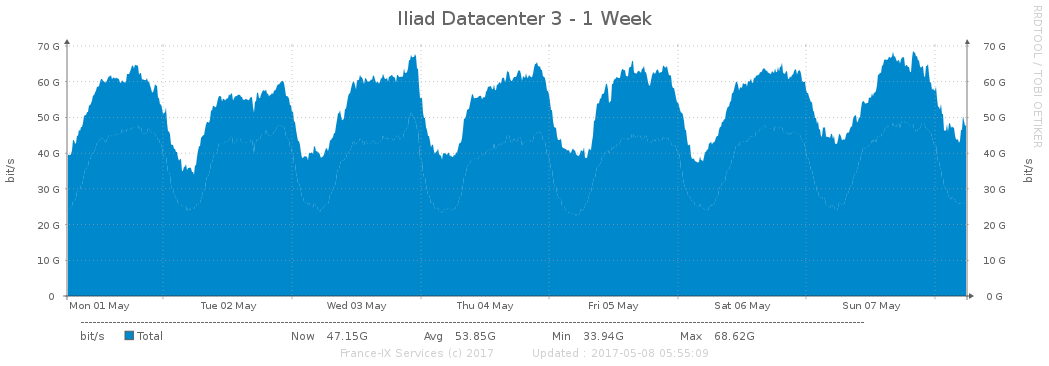 Iliad Datacenter 3 - 1 Week
RRDTOOL / TOBI OETIKER
bit/s
70 G 70 G
60 G 60 G
50 G 50 G
40 G 40 G
30 G 30 G
20 G 20 G
10 G 10 G
0 0 G
bit/s
Mon 01 May Tue 02 May Wed 03 May Thu 04 May Fri 05 May Sat 06 May Sun 07 May
bit/s Total Now 47.15G Avg 53.85G Min 33.94G Max 68.62G
France-IX Services (c) 2017 Updated : 2017-05-08 05:55:09